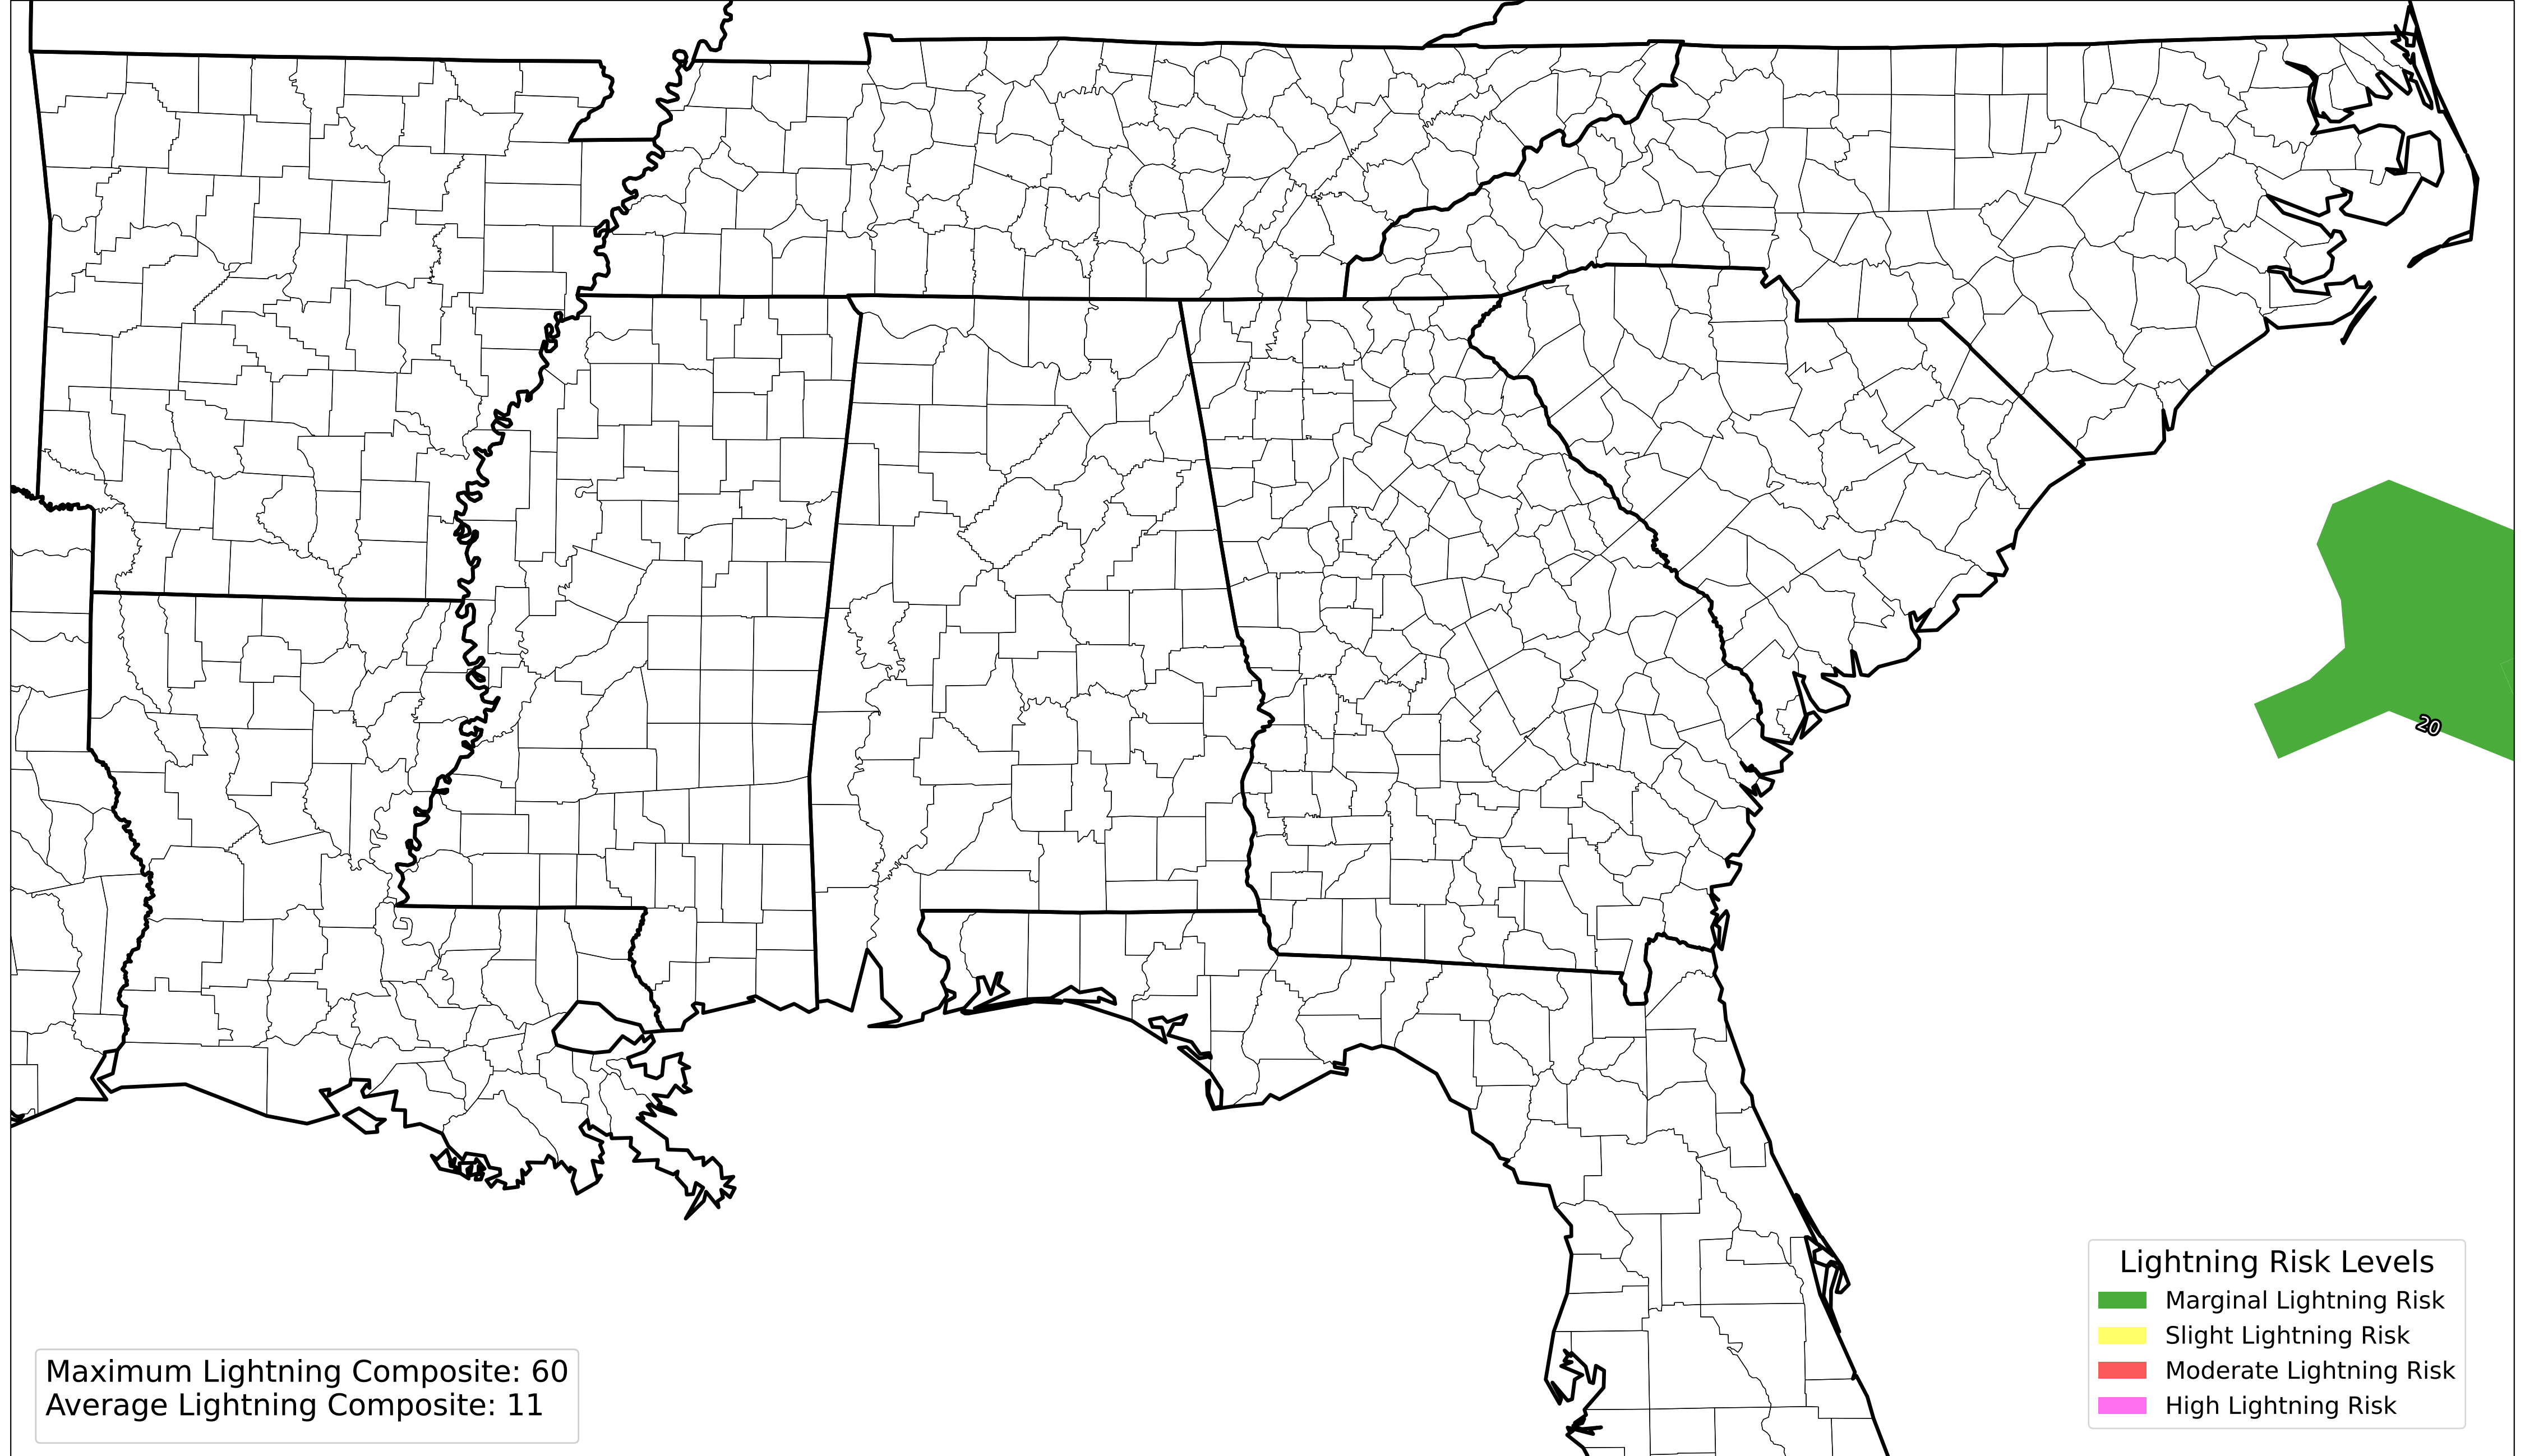 20
Lightning Risk Levels
Marginal Lightning Risk
Slight Lightning Risk
Moderate Lightning Risk
High Lightning Risk
Maximum Lightning Composite: 60
Average Lightning Composite: 11